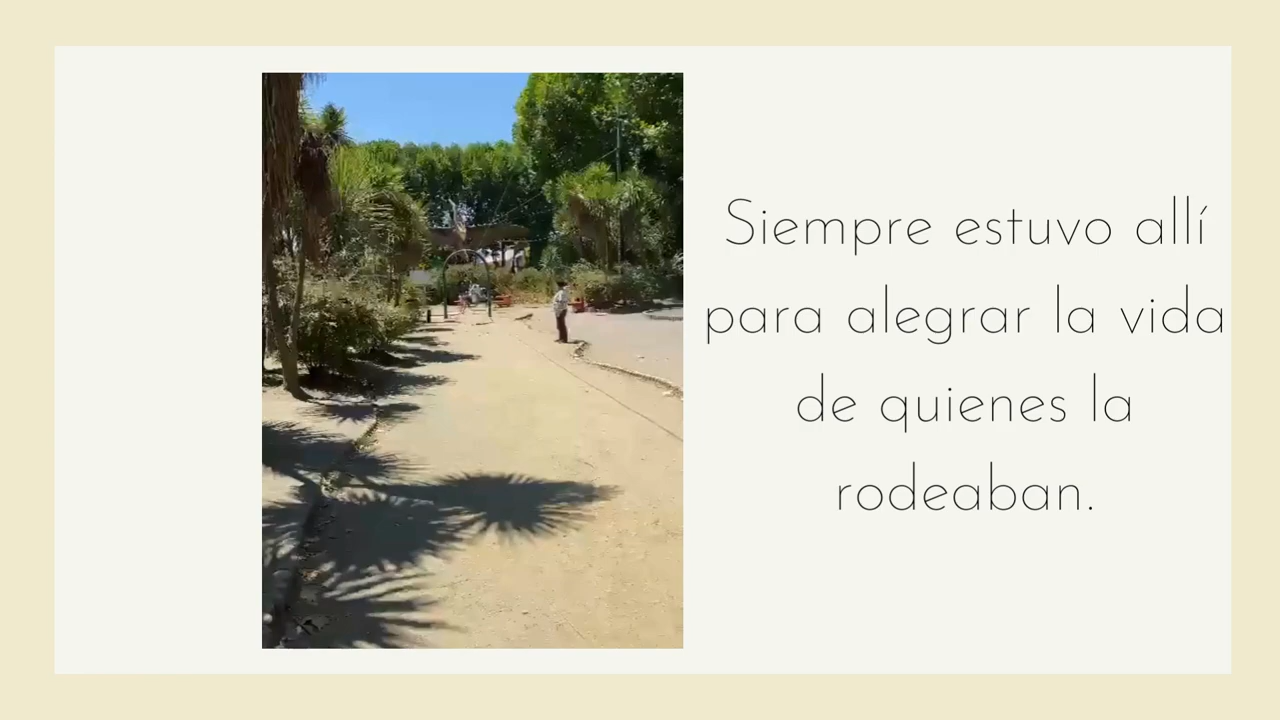 Siempre estuvo allí
para alegrar la vida
de quienes la
rodeaban.